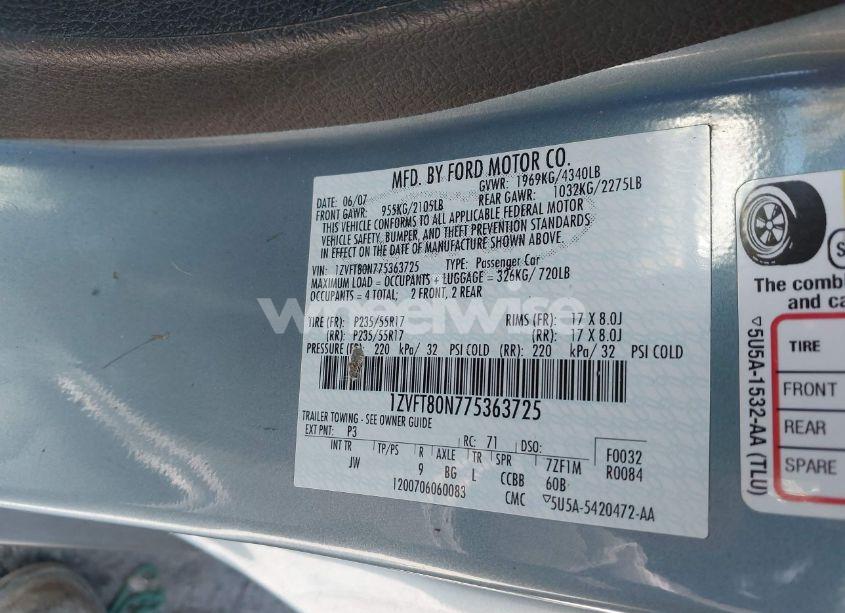 MFD. BY FORD MOTOR CO.
DATE: 06/07 GVWR: 1969KG/4340LB
FRONT GAWR: 955KG/2105LB REAR GAWR: 1032KG/2275LB
THIS VEHICLE CONFORMS TO ALL APPLICABLE FEDERAL MOTOR
VEHICLE SAFETY, BUMPER, AND THEFT PREVENTION STANDARDS
IN EFFECT ON THE DATE OF MANUFACTURE SHOWN ABOVE.
VIN: 1ZVFT80N775363725 TYPE: Passenger Car
MAXIMUM LOAD = OCCUPANTS + LUGGAGE = 326KG/720LB
OCCUPANTS = 4 TOTAL; 2 FRONT, 2 REAR
wheelwise
TIRE (FR): P235/55R17 RIMS (FR): 17 X 8.0J
(RR): P235/55R17 (RR): 17 X 8.0J
PRESSURE (FR): 220 kPa/ 32 PSI COLD (RR): 220 kPa/ 32 PSI COLD
1ZVFT80N775363725
TRAILER TOWING - SEE OWNER GUIDE
EXT PNT: P3 RC: 71 DSO: F0032
INT TR TP/PS R AXLE TR SPR 7ZF1M R0084
JW 9 BG L CCBB 60B
1200706060083 CMC ▽5U5A-5420472-AA
The combi
and ca
TIRE
FRONT
REAR
SPARE
▽5U5A-1532-AA (TLU)